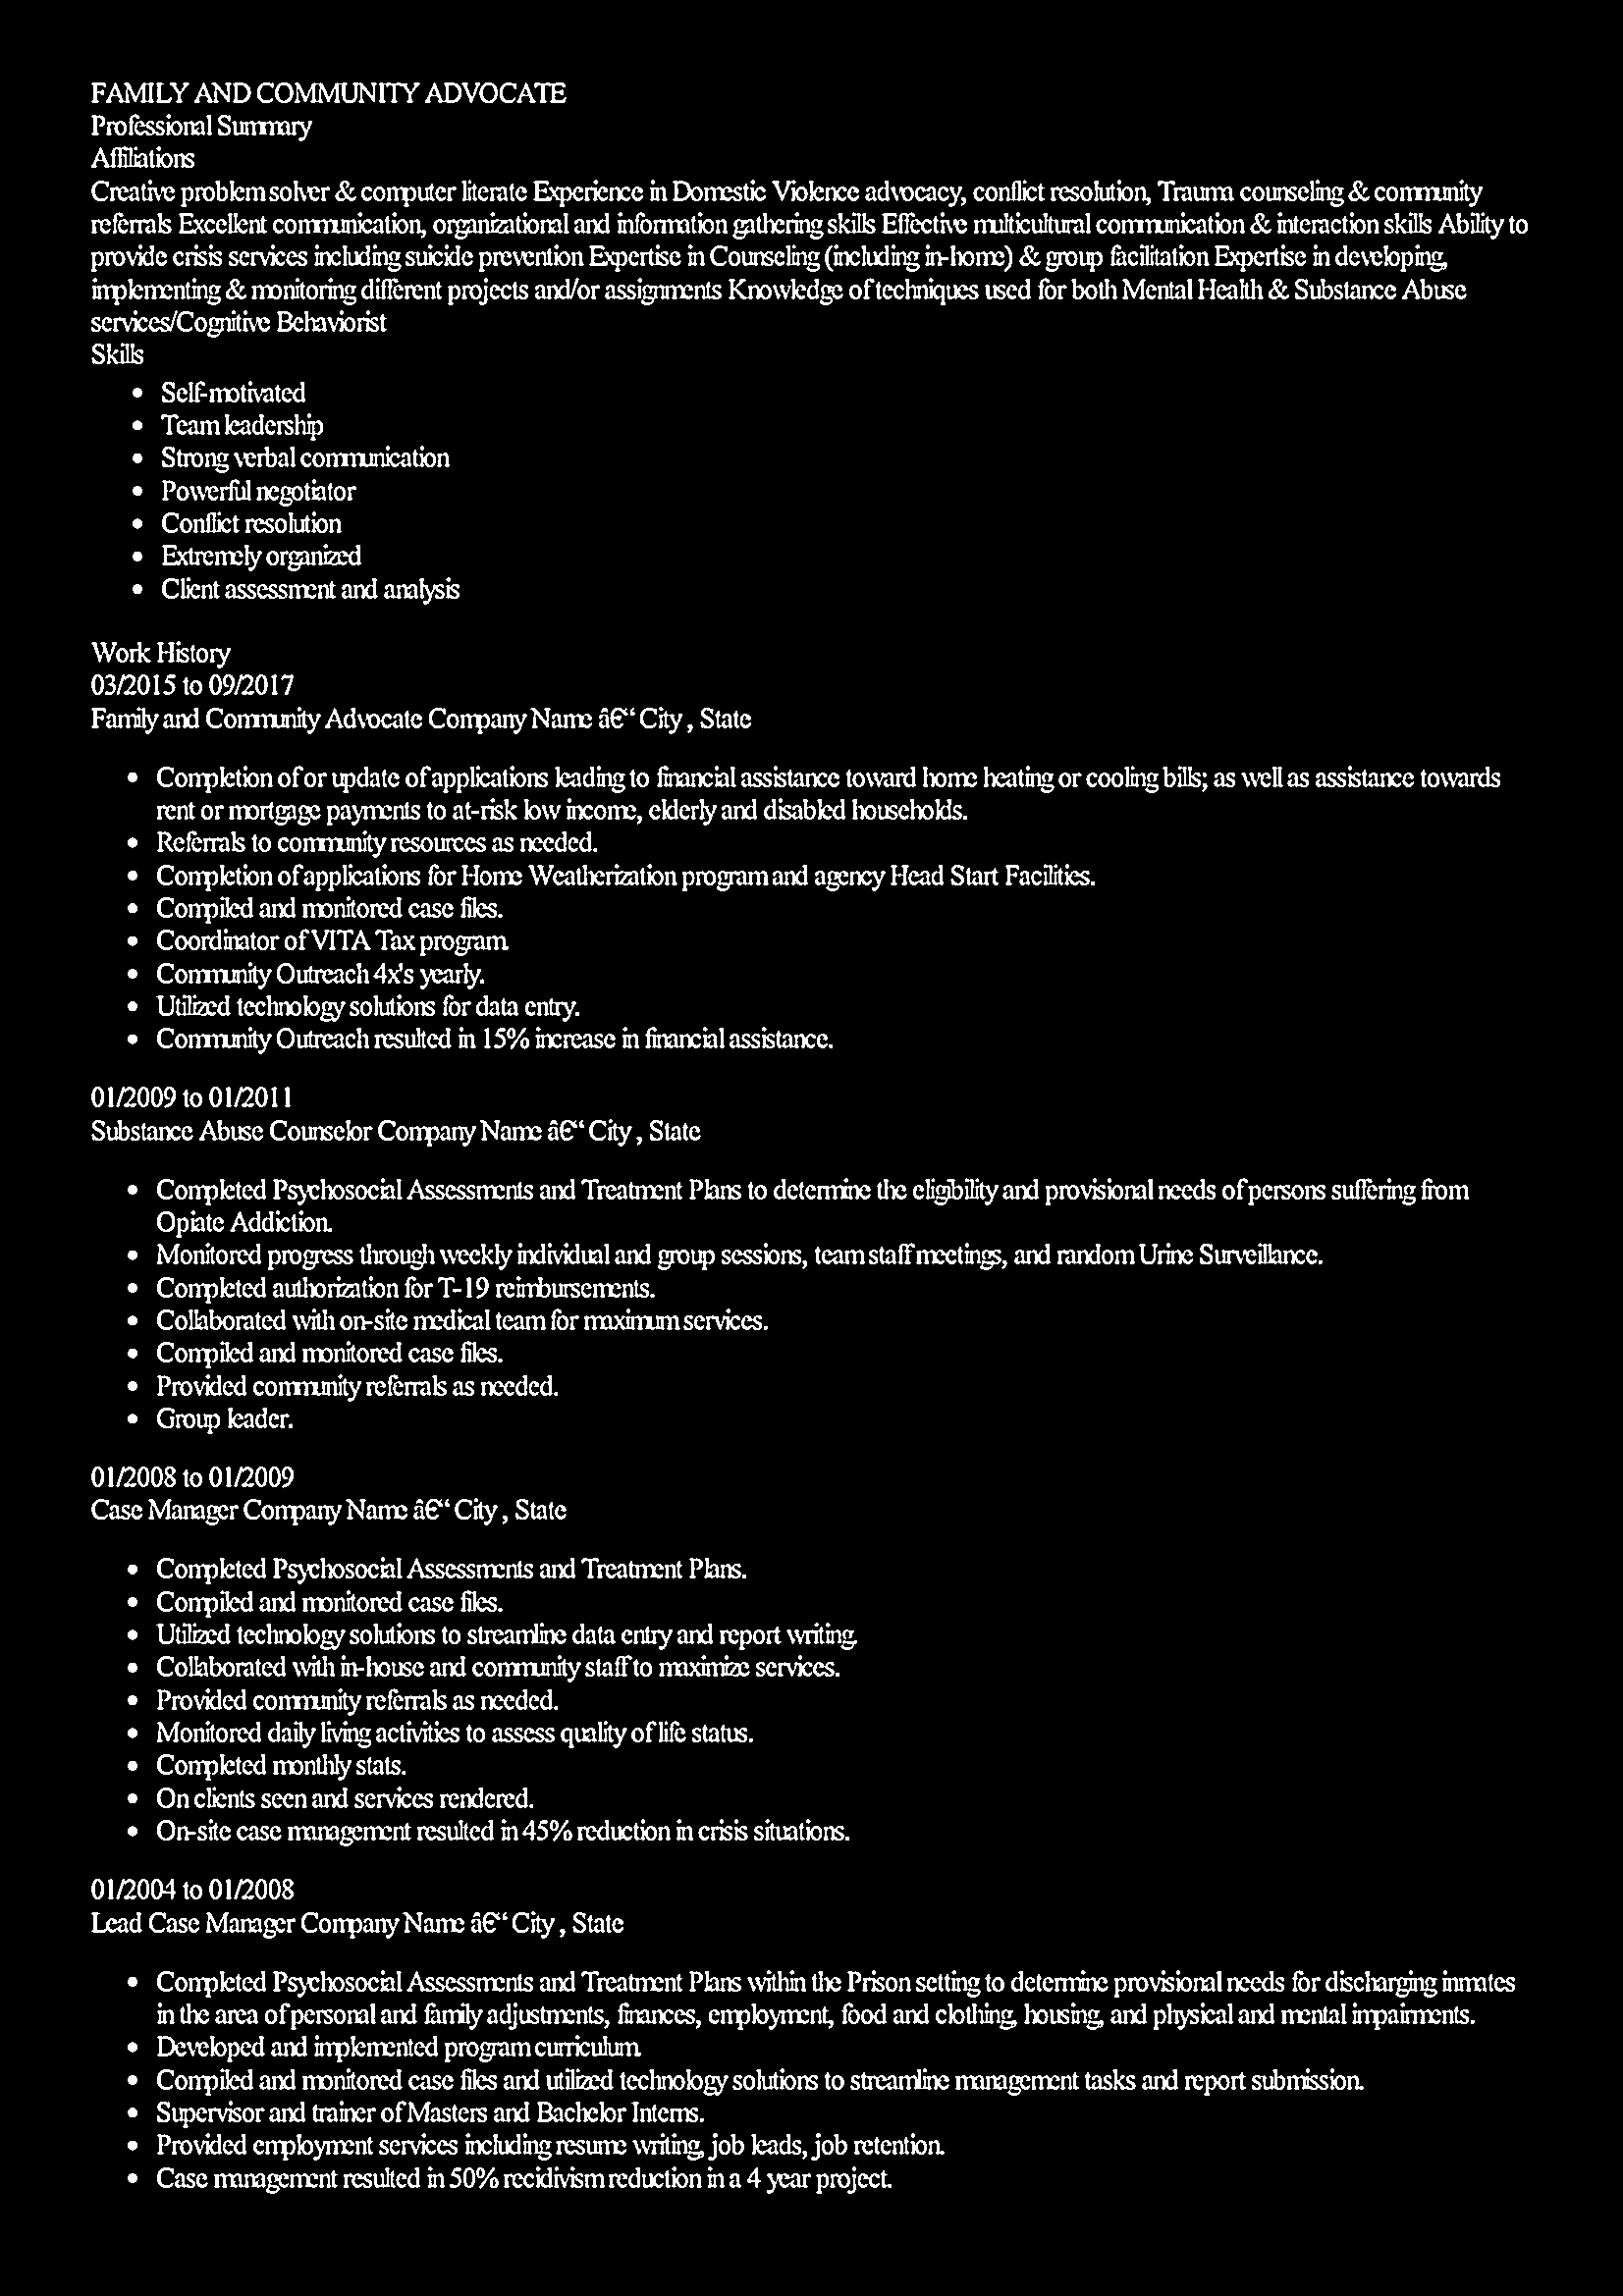 FAMILY AND COMMUNITY ADVOCATE
Professional Summary
Affiliations
Creative problem solver & computer literate Experience in Domestic Violence advocacy, conflict resolution, Trauma counseling & community
referrals Excellent communication, organizational and information gathering skills Effective multicultural communication & interaction skills Ability to
provide crisis services including suicide prevention Expertise in Counseling (including in-home) & group facilitation Expertise in developing,
implementing & monitoring different projects and/or assignments Knowledge of techniques used for both Mental Health & Substance Abuse
services/Cognitive Behaviorist
Skills
• Self-motivated
• Team leadership
• Strong verbal communication
• Powerful negotiator
• Conflict resolution
• Extremely organized
• Client assessment and analysis
Work History
03/2015 to 09/2017
Family and Community Advocate Company Name â€“ City , State
• Completion of or update of applications leading to financial assistance toward home heating or cooling bills; as well as assistance towards
rent or mortgage payments to at-risk low income, elderly and disabled households.
• Referrals to community resources as needed.
• Completion of applications for Home Weatherization program and agency Head Start Facilities.
• Compiled and monitored case files.
• Coordinator of VITA Tax program.
• Community Outreach 4x's yearly.
• Utilized technology solutions for data entry.
• Community Outreach resulted in 15% increase in financial assistance.
01/2009 to 01/2011
Substance Abuse Counselor Company Name â€“ City , State
• Completed Psychosocial Assessments and Treatment Plans to determine the eligibility and provisional needs of persons suffering from
Opiate Addiction.
• Monitored progress through weekly individual and group sessions, team staff meetings, and random Urine Surveillance.
• Completed authorization for T-19 reimbursements.
• Collaborated with on-site medical team for maximum services.
• Compiled and monitored case files.
• Provided community referrals as needed.
• Group leader.
01/2008 to 01/2009
Case Manager Company Name â€“ City , State
• Completed Psychosocial Assessments and Treatment Plans.
• Compiled and monitored case files.
• Utilized technology solutions to streamline data entry and report writing.
• Collaborated with in-house and community staff to maximize services.
• Provided community referrals as needed.
• Monitored daily living activities to assess quality of life status.
• Completed monthly stats.
• On clients seen and services rendered.
• On-site case management resulted in 45% reduction in crisis situations.
01/2004 to 01/2008
Lead Case Manager Company Name â€“ City , State
• Completed Psychosocial Assessments and Treatment Plans within the Prison setting to determine provisional needs for discharging inmates
in the area of personal and family adjustments, finances, employment, food and clothing, housing, and physical and mental impairments.
• Developed and implemented program curriculum.
• Compiled and monitored case files and utilized technology solutions to streamline management tasks and report submission.
• Supervisor and trainer of Masters and Bachelor Interns.
• Provided employment services including resume writing, job leads, job retention.
• Case management resulted in 50% recidivism reduction in a 4 year project.